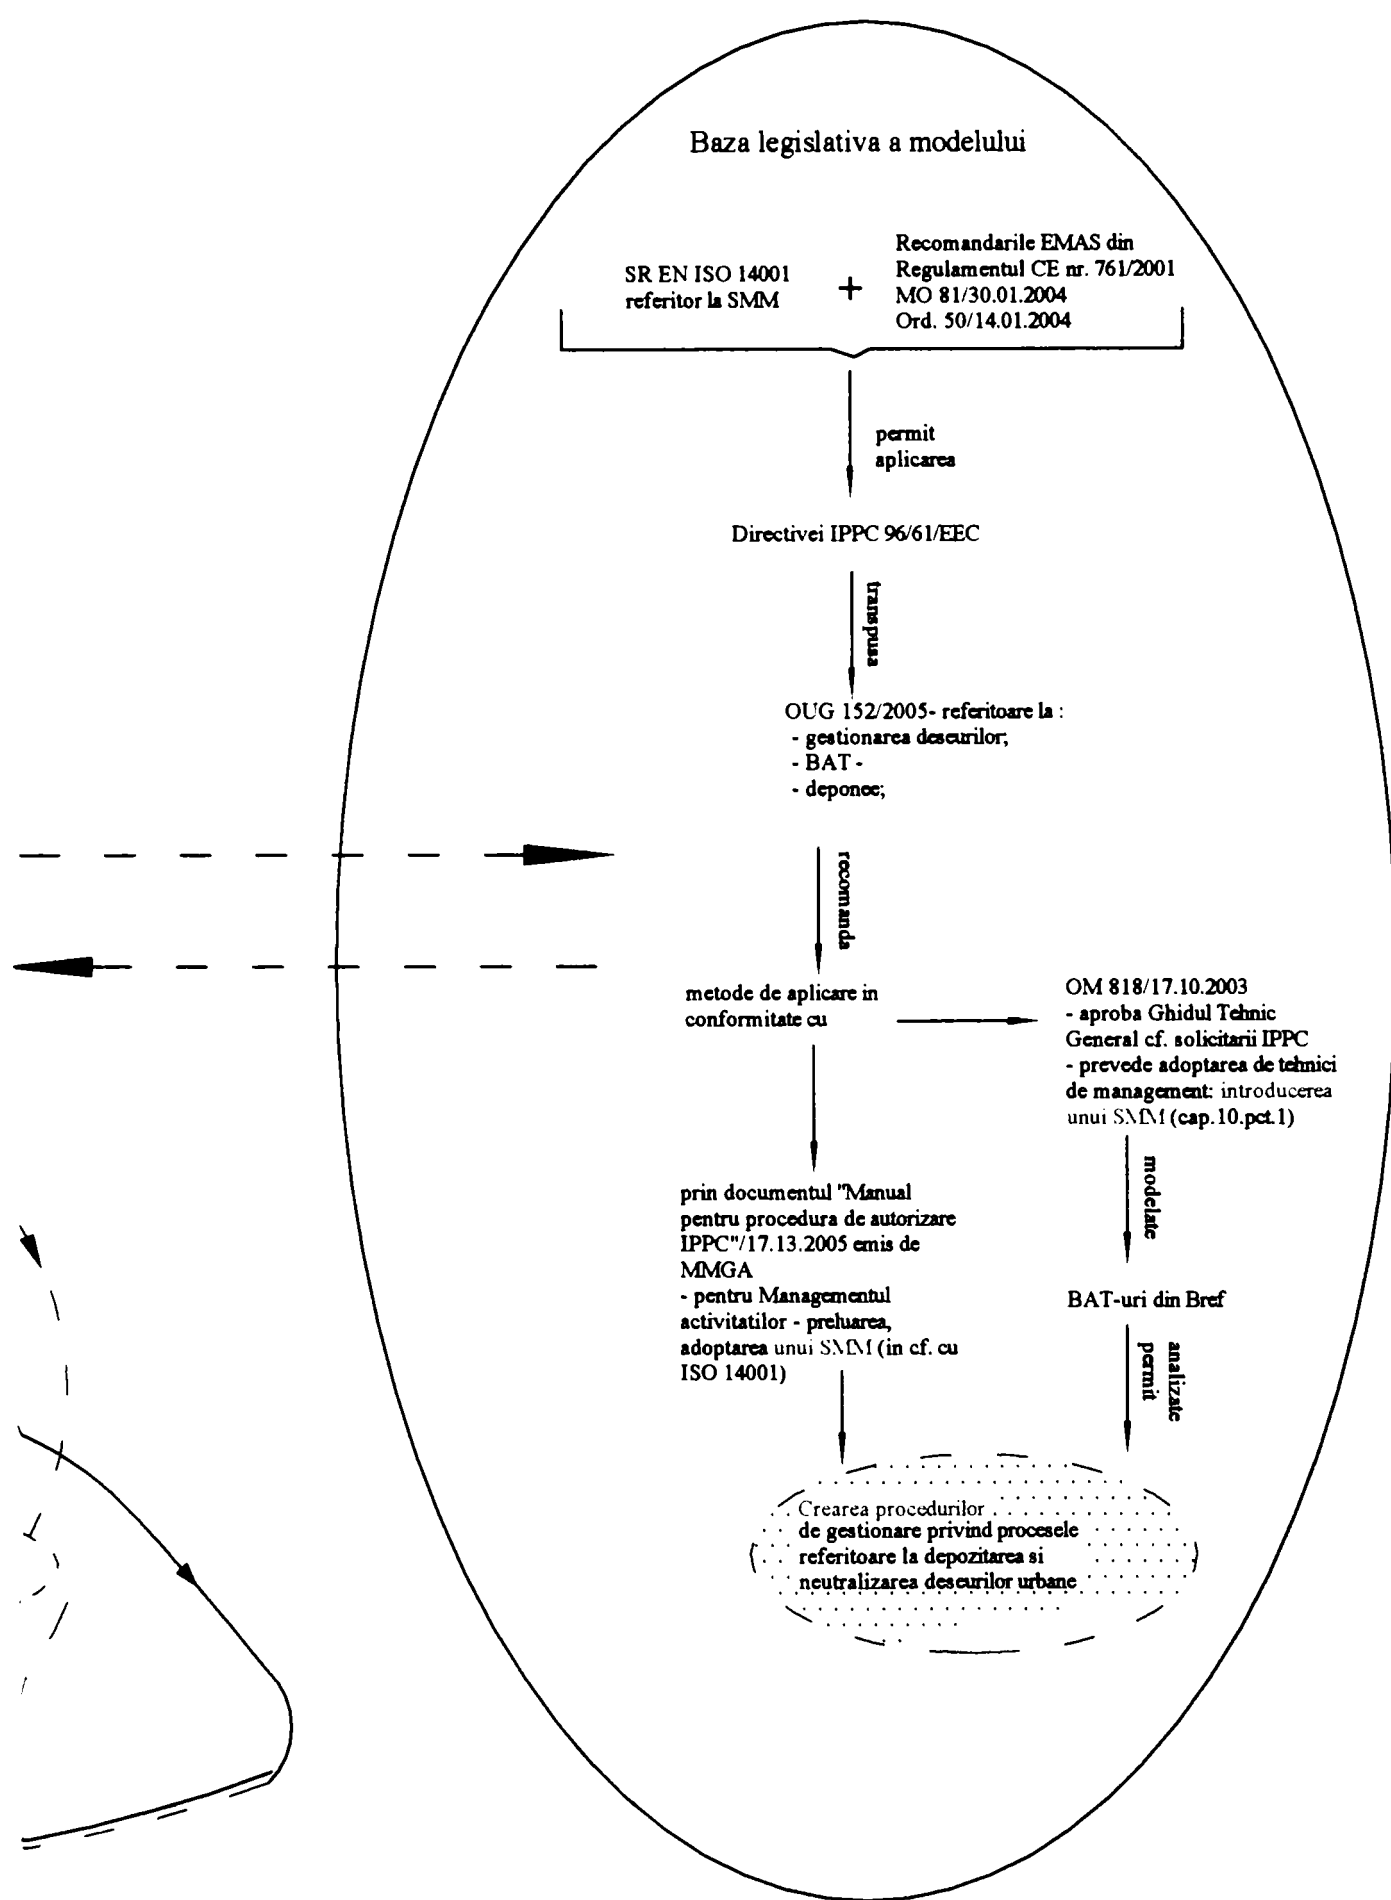 Baza legislativa a modelului
SR EN ISO 14001
referitor la SMM
+
Recomandarile EMAS din
Regulamentul CE nr. 761/2001
MO 81/30.01.2004
Ord. 50/14.01.2004
permit
aplicarea
Directivei IPPC 96/61/EEC
transpusa
OUG 152/2005- referitoare la :
- gestionarea deseurilor;
- BAT -
- deponee;
recomanda
metode de aplicare in
conformitate cu
OM 818/17.10.2003
- aproba Ghidul Tehnic
General cf. solicitarii IPPC
- prevede adoptarea de tehnici
de management: introducerea
unui SMM (cap.10.pct.1)
modelate
prin documentul "Manual
pentru procedura de autorizare
IPPC"/17.13.2005 emis de
MMGA
- pentru Managementul
activitatilor - preluarea,
adoptarea unui SMM (in cf. cu
ISO 14001)
BAT-uri din Bref
analizate
permit
Crearea procedurilor
de gestionare privind procesele
referitoare la depozitarea si
neutralizarea deseurilor urbane